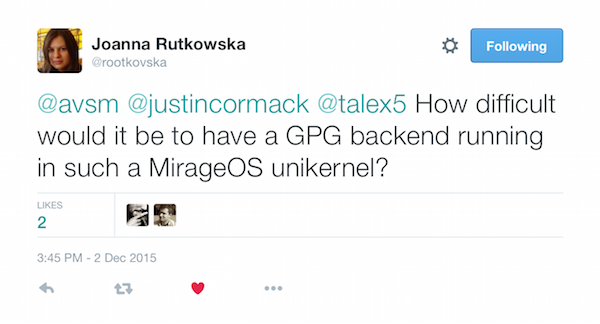 Joanna Rutkowska
@rootkovska
Following
@avsm @justincormack @talex5 How difficult
would it be to have a GPG backend running
in such a MirageOS unikernel?
LIKES
2
3:45 PM - 2 Dec 2015